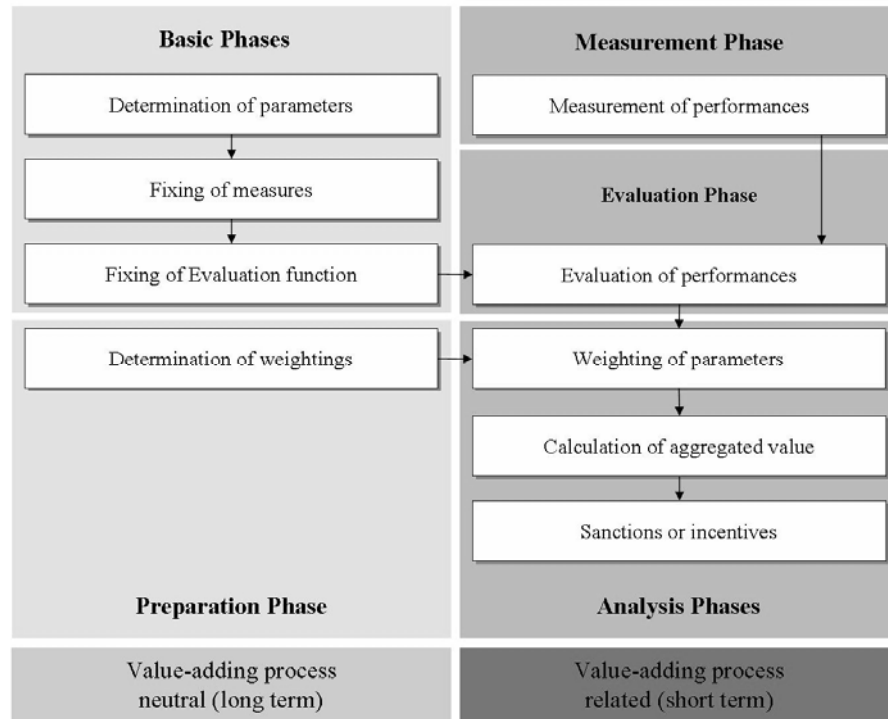 Basic Phases
Determination of parameters
Fixing of measures
Fixing of Evaluation function
Determination of weightings
Preparation Phase
Value-adding process
neutral (long term)
Measurement Phase
Measurement of performances
Evaluation Phase
Evaluation of performances
Weighting of parameters
Calculation of aggregated value
Sanctions or incentives
Analysis Phases
Value-adding process
related (short term)